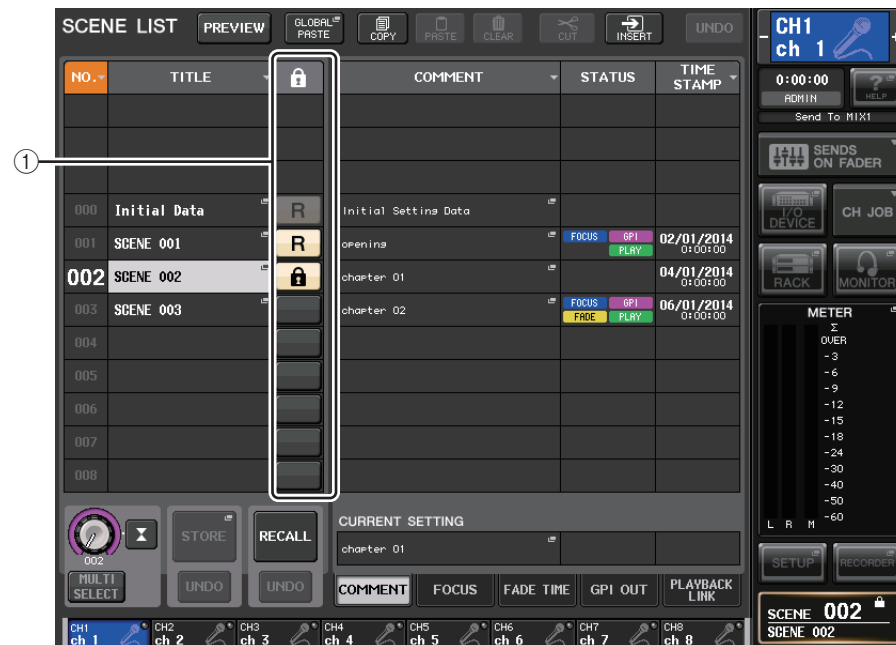 SCENE LIST PREVIEW GLOBAL PASTE COPY PASTE CLEAR CUT INSERT UNDO
NO. TITLE COMMENT STATUS TIME STAMP
1
000 Initial Data R Initial Setting Data
001 SCENE 001 R opening FOCUS GPI PLAY 02/01/2014 0:00:00
002 SCENE 002 chapter 01 04/01/2014 0:00:00
003 SCENE 003 chapter 02 FOCUS GPI FADE PLAY 06/01/2014 0:00:00
004
005
006
007
008
002
STORE RECALL
MULTI SELECT UNDO UNDO
CURRENT SETTING
chapter 01
COMMENT FOCUS FADE TIME GPI OUT PLAYBACK LINK
CH1 ch 1 CH2 ch 2 CH3 ch 3 CH4 ch 4 CH5 ch 5 CH6 ch 6 CH7 ch 7 CH8 ch 8
- CH1 +
ch 1
0:00:00
ADMIN
? HELP
Send To MIX1
SENDS ON FADER
I/O DEVICE CH JOB
RACK MONITOR
METER
Σ
OVER
-3
-6
-9
-12
-15
-18
-24
-30
-40
-50
-60
L R M
SETUP RECORDER
SCENE 002
SCENE 002